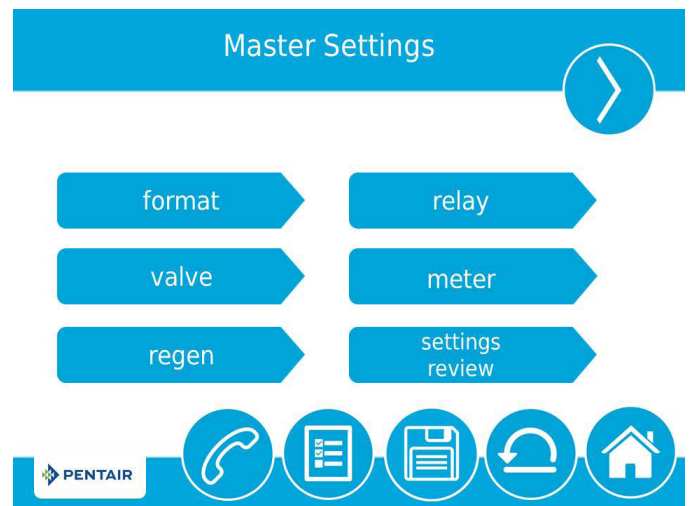 Master Settings
format
relay
valve
meter
regen
settings
review
PENTAIR